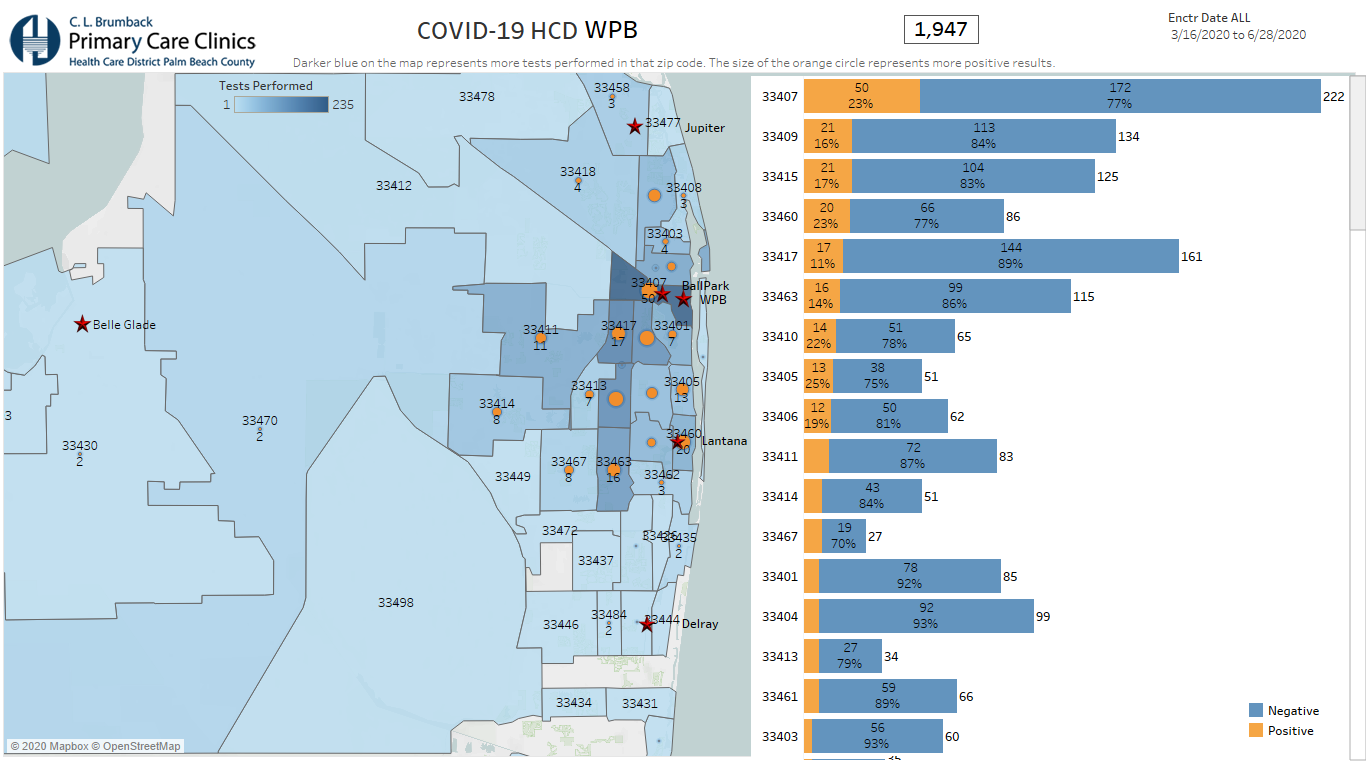 C. L. Brumback
Primary Care Clinics
Health Care District Palm Beach County
COVID-19 HCD WPB
1,947
Enctr Date ALL
3/16/2020 to 6/28/2020
Darker blue on the map represents more tests performed in that zip code. The size of the orange circle represents more positive results.
Tests Performed
1 235
33478
33458
3
33477
Jupiter
33412
33418
4
33408
3
33403
4
33407
50
BallPark
WPB
Belle Glade
33411
11
33417
17
33401
7
33413
7
33405
13
33414
8
33470
2
3
33430
2
33460
20
Lantana
33449
33467
8
33463
16
33462
3
33472
33426
33435
2
33437
33498
33446
33484
2
33444
Delray
33434
33431
© 2020 Mapbox © OpenStreetMap
33407 50 172 222
23% 77%
33409 21 113 134
16% 84%
33415 21 104 125
17% 83%
33460 20 66 86
23% 77%
33417 17 144 161
11% 89%
33463 16 99 115
14% 86%
33410 14 51 65
22% 78%
33405 13 38 51
25% 75%
33406 12 50 62
19% 81%
33411 72 83
87%
33414 43 51
84%
33467 19 27
70%
33401 78 85
92%
33404 92 99
93%
33413 27 34
79%
33461 59 66
89%
33403 56 60
93%
Negative
Positive